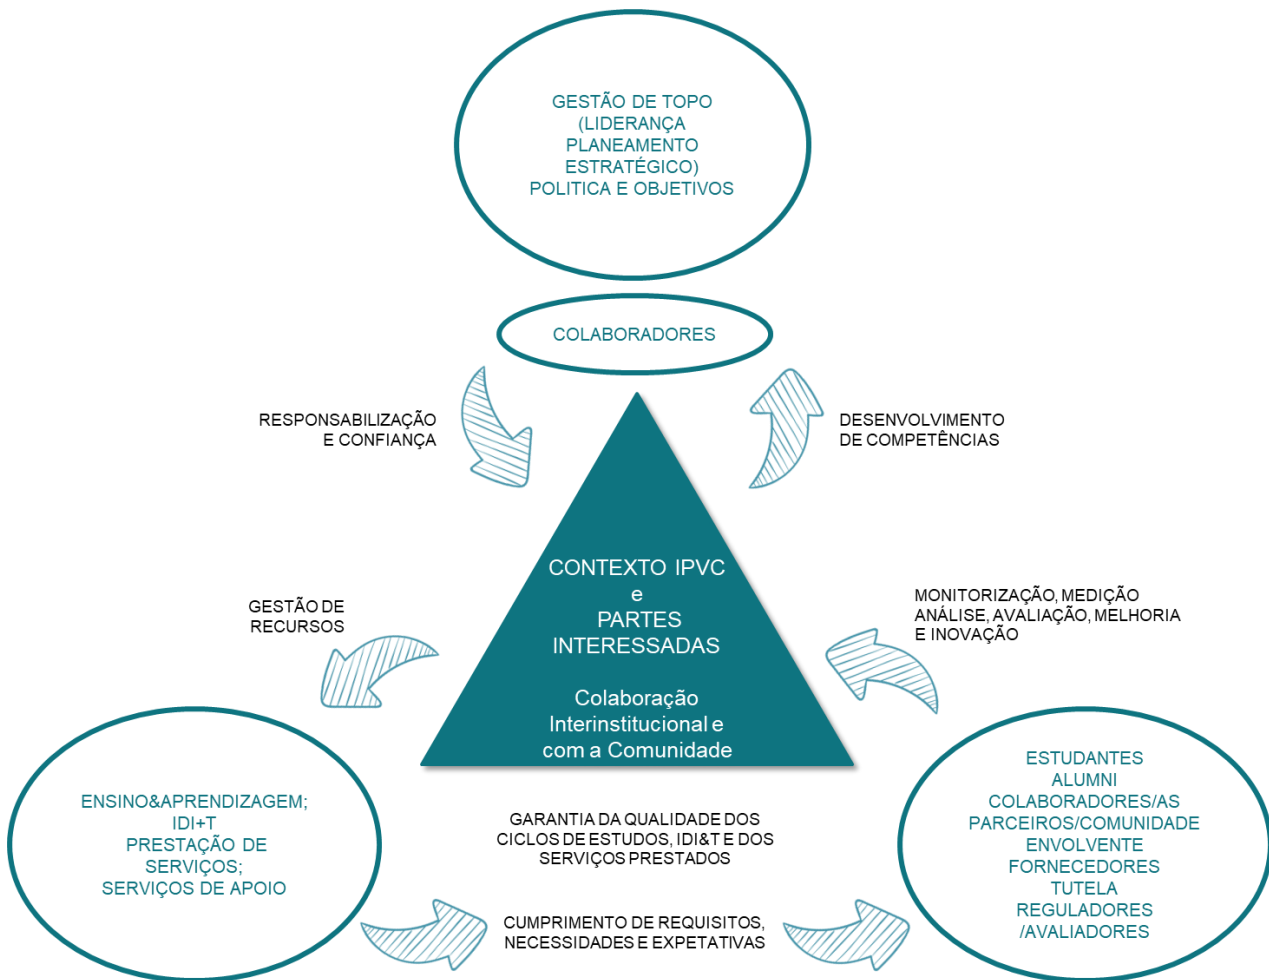 GESTÃO DE TOPO
(LIDERANÇA
PLANEAMENTO
ESTRATÉGICO)
POLITICA E OBJETIVOS
COLABORADORES
RESPONSABILIZAÇÃO
E CONFIANÇA
DESENVOLVIMENTO
DE COMPETÊNCIAS
CONTEXTO IPVC
e
PARTES
INTERESSADAS
Colaboração
Interinstitucional e
com a Comunidade
GESTÃO DE
RECURSOS
MONITORIZAÇÃO, MEDIÇÃO
ANÁLISE, AVALIAÇÃO, MELHORIA
E INOVAÇÃO
ENSINO&APRENDIZAGEM;
IDI+T
PRESTAÇÃO DE
SERVIÇOS;
SERVIÇOS DE APOIO
GARANTIA DA QUALIDADE DOS
CICLOS DE ESTUDOS, IDI&T E DOS
SERVIÇOS PRESTADOS
CUMPRIMENTO DE REQUISITOS,
NECESSIDADES E EXPETATIVAS
ESTUDANTES
ALUMNI
COLABORADORES/AS
PARCEIROS/COMUNIDADE
ENVOLVENTE
FORNECEDORES
TUTELA
REGULADORES
/AVALIADORES